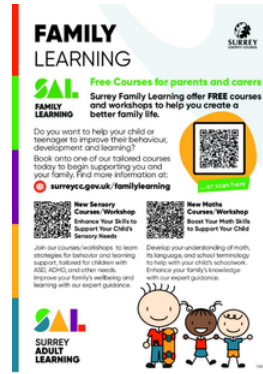 FAMILY
LEARNING
SURREY
COUNTY COUNCIL
SAL
FAMILY
LEARNING
Free Courses for parents and carers
Surrey Family Learning offer FREE courses
and workshops to help you create a
better family life.
Do you want to help your child or
teenager to improve their behaviour,
development and learning?
Book onto one of our tailored courses
today to begin supporting you and
your family. Find more information at:
surreycc.gov.uk/familylearning
...or scan here
New Sensory
Courses/Workshop
Enhance Your Skills to
Support Your Child's
Sensory Needs
New Maths
Courses/Workshop
Boost Your Math Skills
to Support Your Child
Join our courses/workshops to learn
strategies for behavior and learning
support, tailored for children with
ASD, ADHD, and other needs.
Improve your family's wellbeing and
learning with our expert guidance.
Develop your understanding of math,
its language, and school terminology
to help with your child's schoolwork.
Enhance your family's knowledge
with our expert guidance.
SAL
SURREY
ADULT
LEARNING